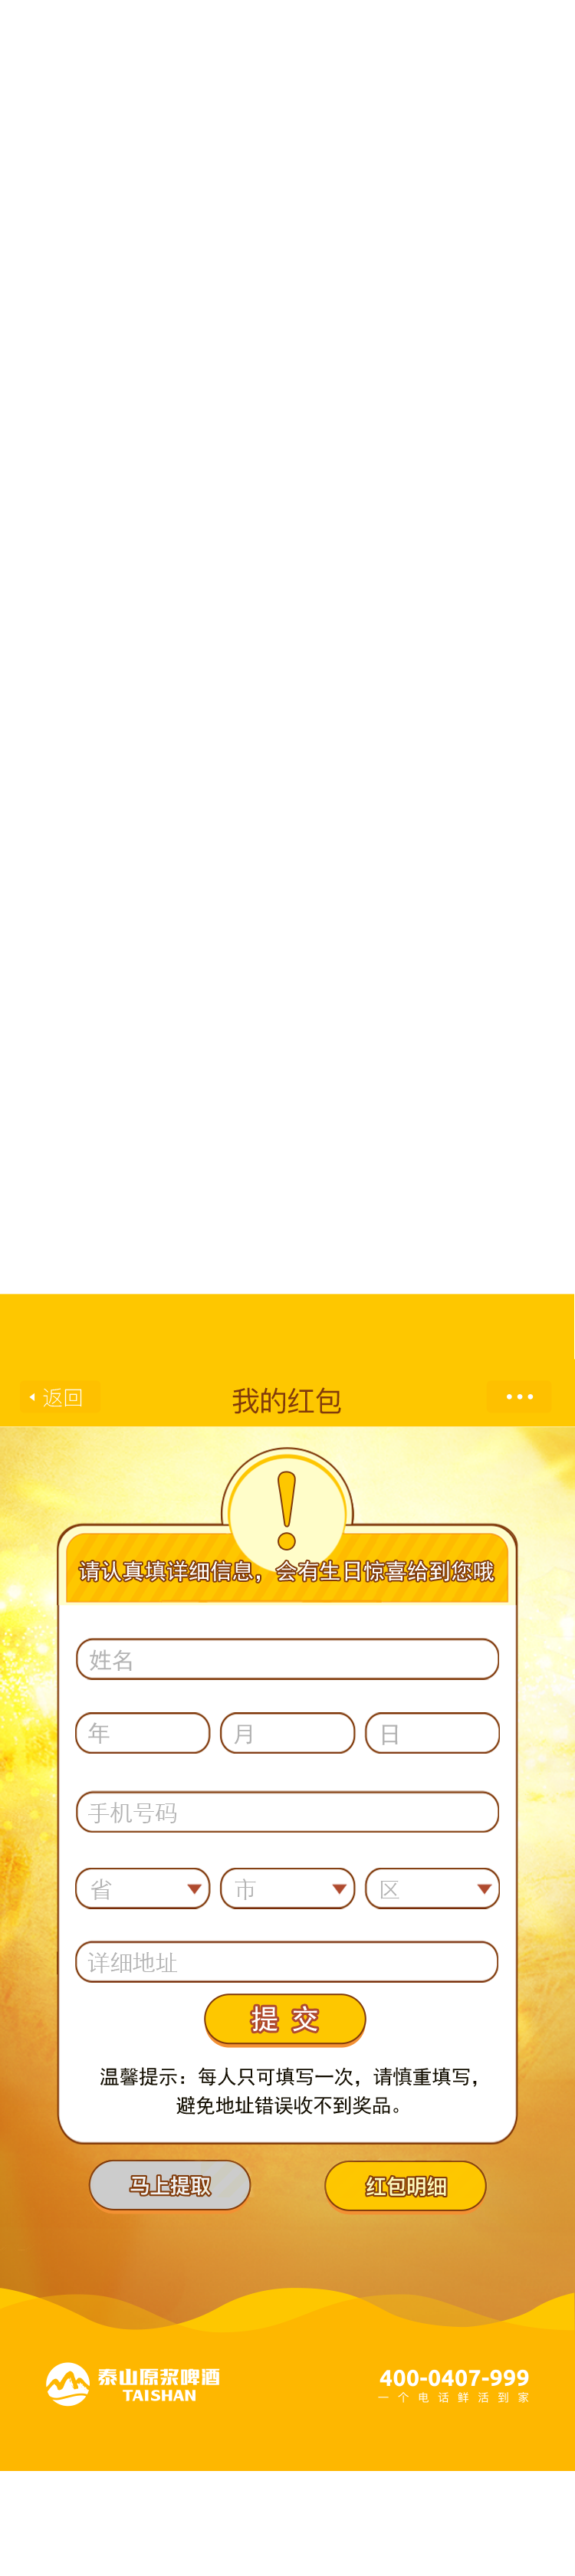 返回
我的红包
请认真填详细信息，会有生日惊喜给到您哦
姓名
年 月 日
手机号码
省 市 区
详细地址
提 交
温馨提示：每人只可填写一次，请慎重填写，
避免地址错误收不到奖品。
马上提取 红包明细
泰山原浆啤酒
TAISHAN
400-0407-999
一个电话鲜活到家